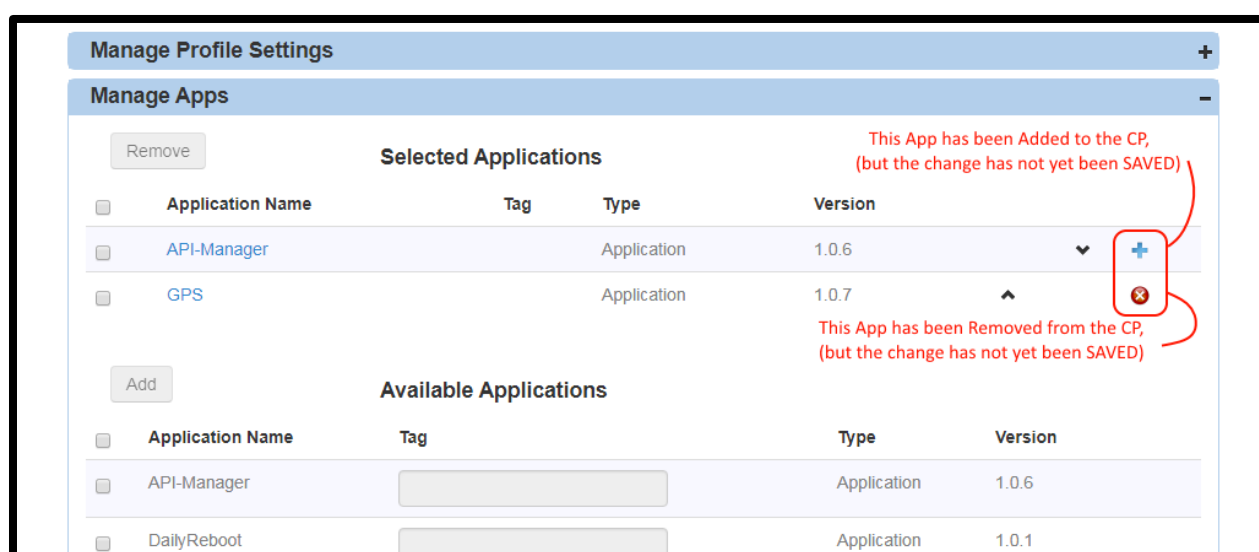 Manage Profile Settings
Manage Apps
Remove
Selected Applications
This App has been Added to the CP,
(but the change has not yet been SAVED)
Application Name Tag Type Version
API-Manager Application 1.0.6
GPS Application 1.0.7
This App has been Removed from the CP,
(but the change has not yet been SAVED)
Add
Available Applications
Application Name Tag Type Version
API-Manager Application 1.0.6
DailyReboot Application 1.0.1